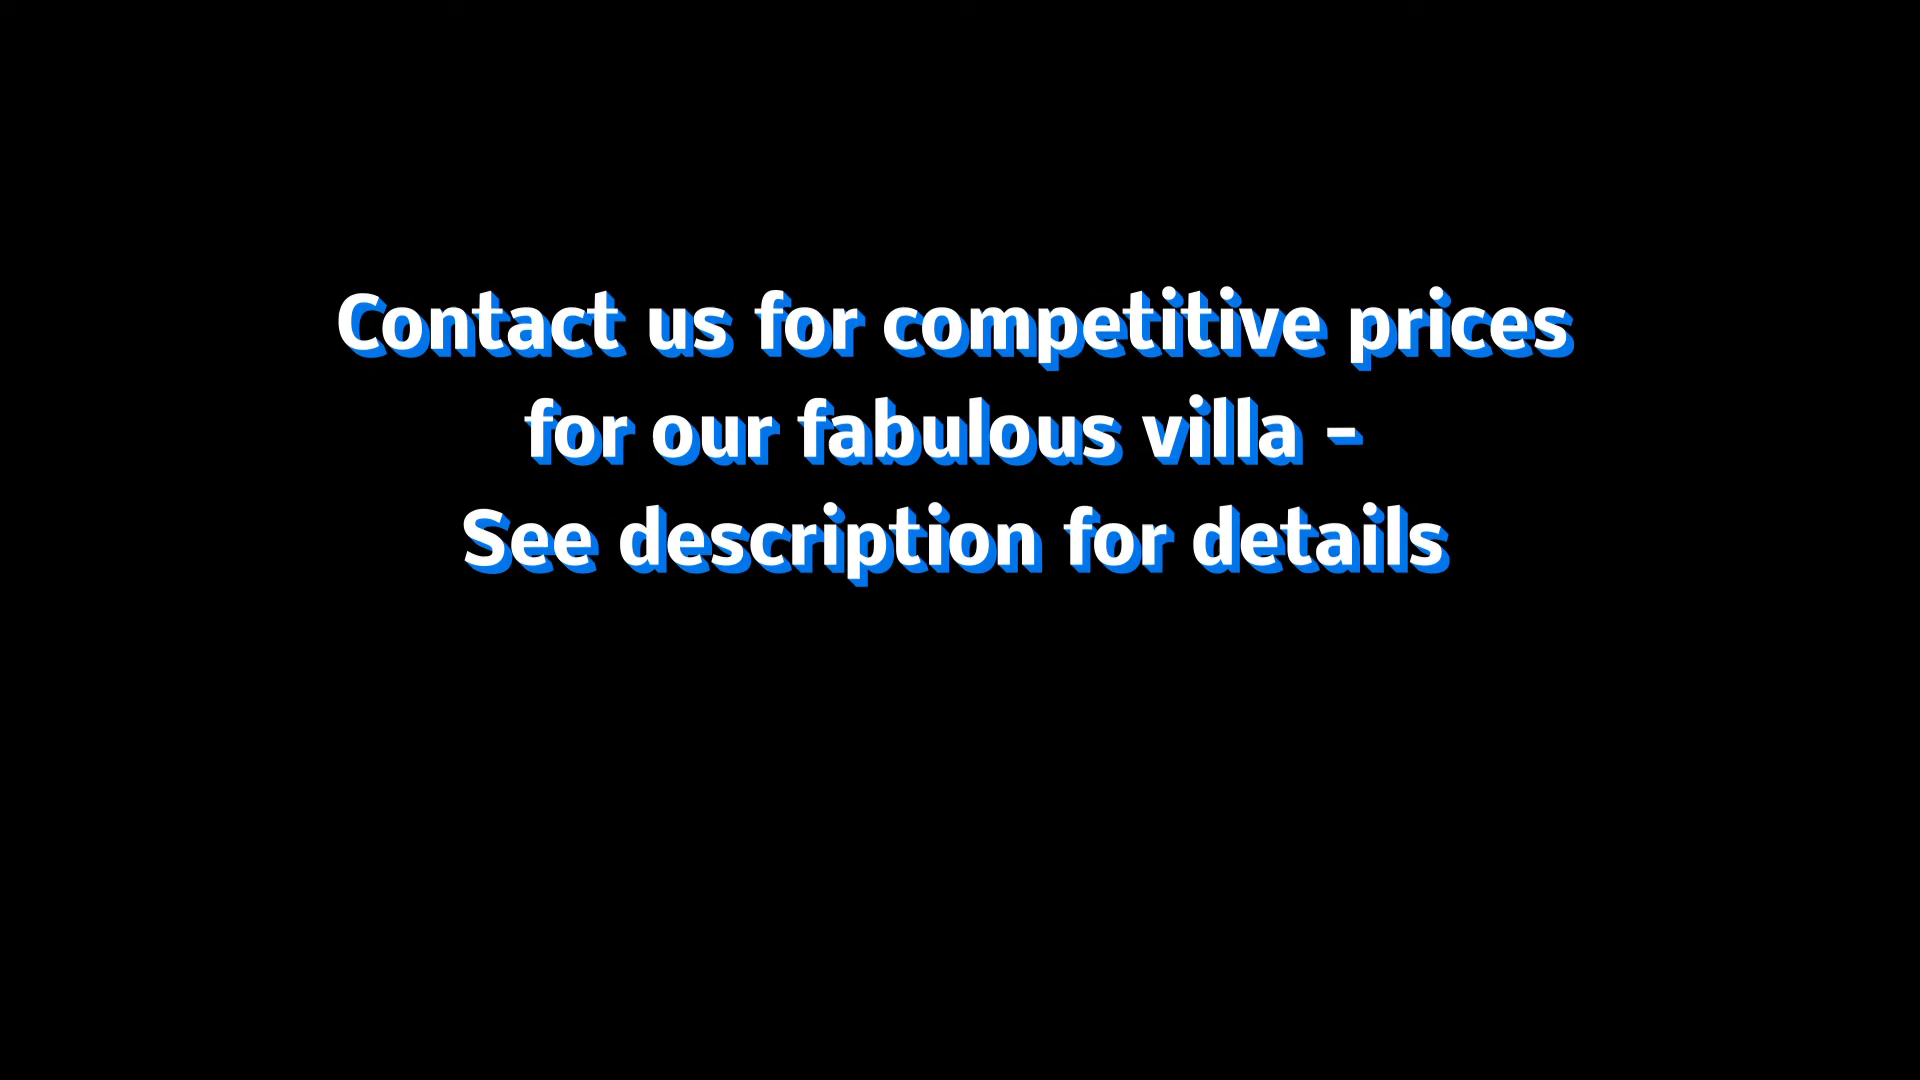 Contact us for competitive prices
for our fabulous villa -
See description for details